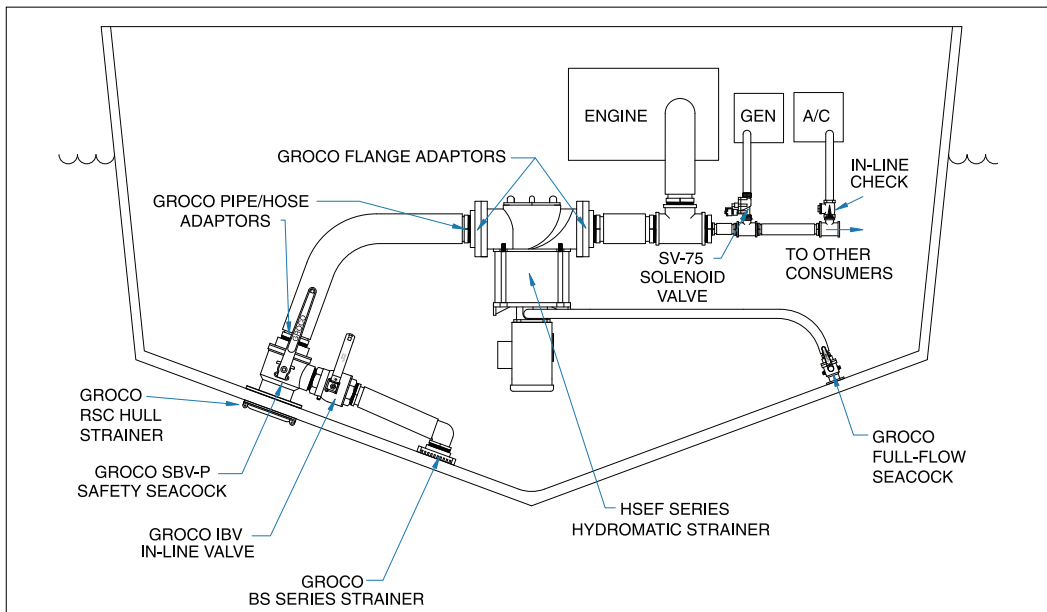 ENGINE
GEN
A/C
GROCO FLANGE ADAPTORS
IN-LINE
CHECK
GROCO PIPE/HOSE
ADAPTORS
SV-75
SOLENOID
VALVE
TO OTHER
CONSUMERS
GROCO
RSC HULL
STRAINER
GROCO SBV-P
SAFETY SEACOCK
GROCO IBV
IN-LINE VALVE
GROCO
BS SERIES STRAINER
HSEF SERIES
HYDROMATIC STRAINER
GROCO
FULL-FLOW
SEACOCK